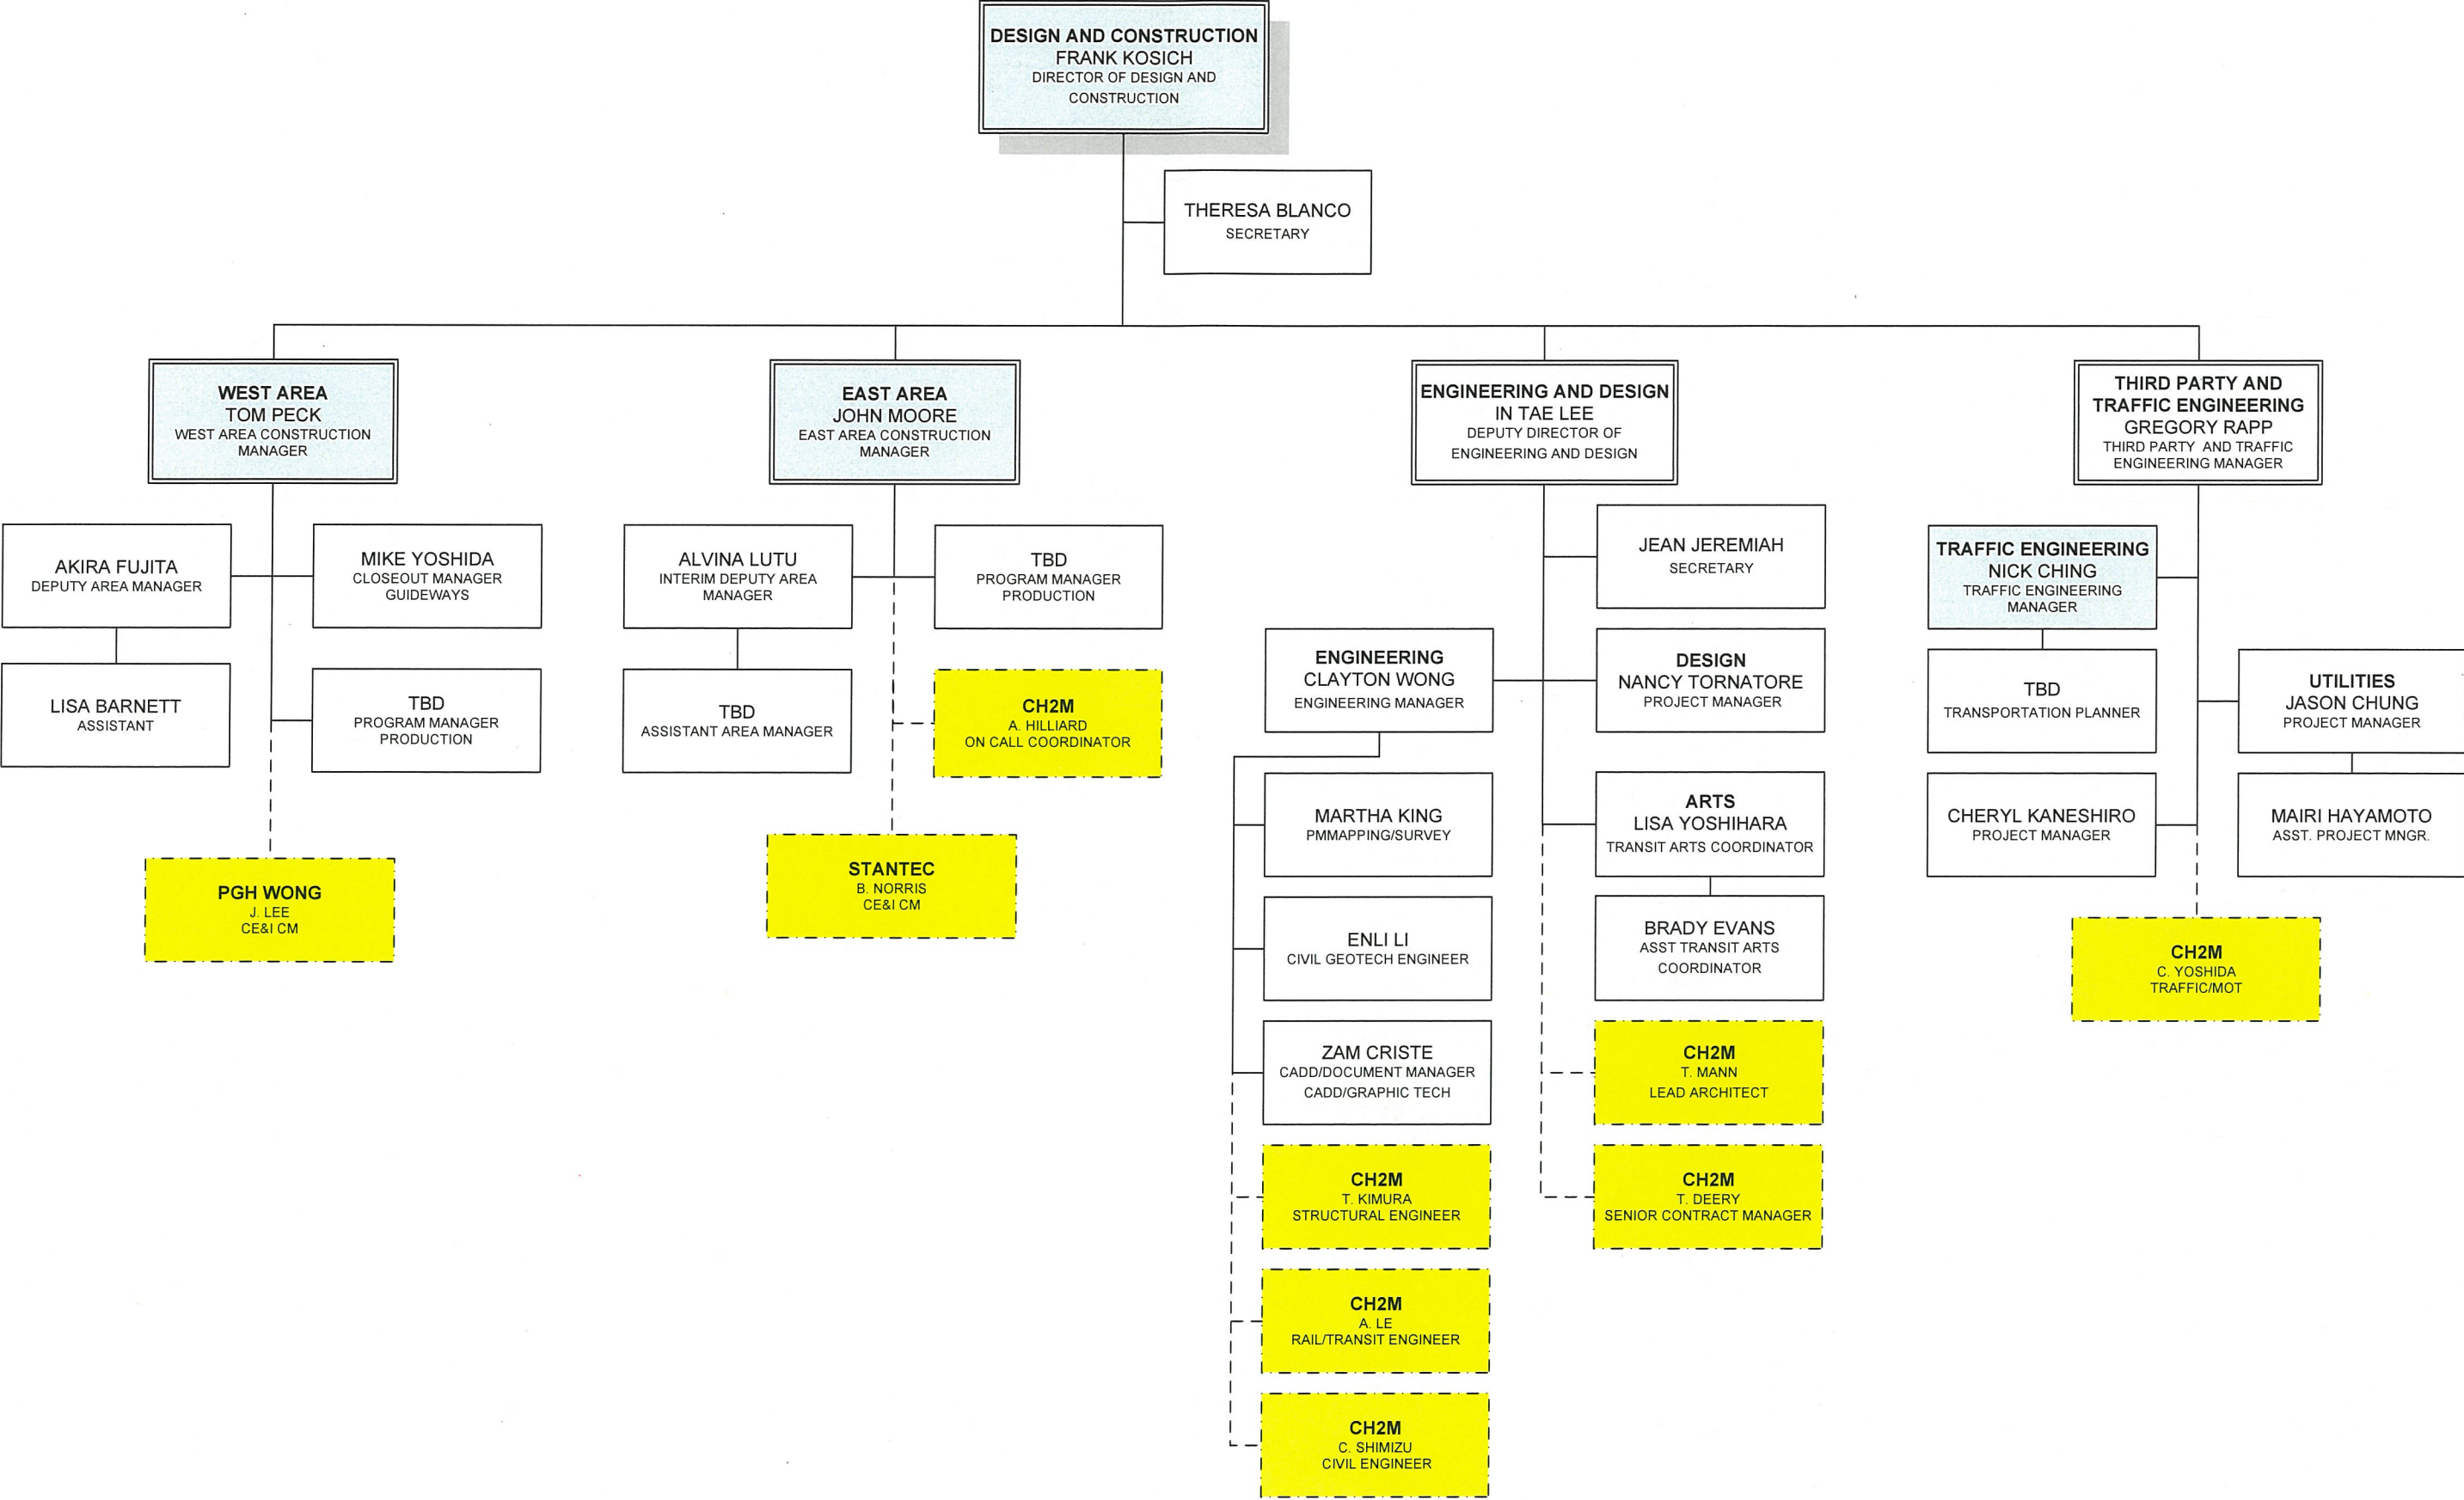 DESIGN AND CONSTRUCTION
FRANK KOSICH
DIRECTOR OF DESIGN AND
CONSTRUCTION
THERESA BLANCO
SECRETARY
WEST AREA
TOM PECK
WEST AREA CONSTRUCTION
MANAGER
AKIRA FUJITA
DEPUTY AREA MANAGER
MIKE YOSHIDA
CLOSEOUT MANAGER
GUIDEWAYS
LISA BARNETT
ASSISTANT
TBD
PROGRAM MANAGER
PRODUCTION
PGH WONG
J. LEE
CE&I CM
EAST AREA
JOHN MOORE
EAST AREA CONSTRUCTION
MANAGER
ALVINA LUTU
INTERIM DEPUTY AREA
MANAGER
TBD
PROGRAM MANAGER
PRODUCTION
TBD
ASSISTANT AREA MANAGER
CH2M
A. HILLIARD
ON CALL COORDINATOR
STANTEC
B. NORRIS
CE&I CM
ENGINEERING AND DESIGN
IN TAE LEE
DEPUTY DIRECTOR OF
ENGINEERING AND DESIGN
JEAN JEREMIAH
SECRETARY
ENGINEERING
CLAYTON WONG
ENGINEERING MANAGER
DESIGN
NANCY TORNATORE
PROJECT MANAGER
MARTHA KING
PMMAPPING/SURVEY
ENLI LI
CIVIL GEOTECH ENGINEER
ZAM CRISTE
CADD/DOCUMENT MANAGER
CADD/GRAPHIC TECH
CH2M
T. KIMURA
STRUCTURAL ENGINEER
CH2M
A. LE
RAIL/TRANSIT ENGINEER
CH2M
C. SHIMIZU
CIVIL ENGINEER
ARTS
LISA YOSHIHARA
TRANSIT ARTS COORDINATOR
BRADY EVANS
ASST TRANSIT ARTS
COORDINATOR
CH2M
T. MANN
LEAD ARCHITECT
CH2M
T. DEERY
SENIOR CONTRACT MANAGER
THIRD PARTY AND
TRAFFIC ENGINEERING
GREGORY RAPP
THIRD PARTY AND TRAFFIC
ENGINEERING MANAGER
TRAFFIC ENGINEERING
NICK CHING
TRAFFIC ENGINEERING
MANAGER
TBD
TRANSPORTATION PLANNER
CHERYL KANESHIRO
PROJECT MANAGER
UTILITIES
JASON CHUNG
PROJECT MANAGER
MAIRI HAYAMOTO
ASST. PROJECT MNGR.
CH2M
C. YOSHIDA
TRAFFIC/MOT